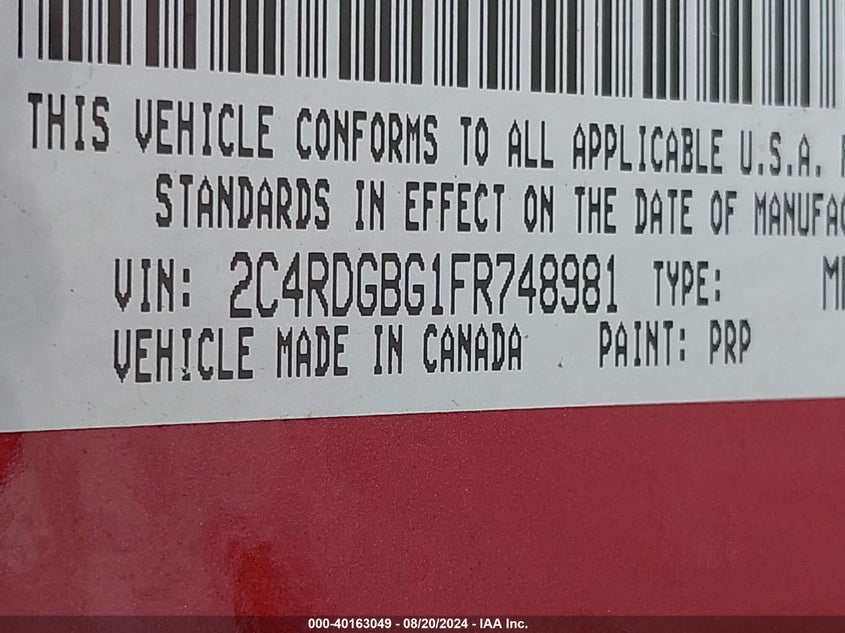 THIS VEHICLE CONFORMS TO ALL APPLICABLE U.S.A.
STANDARDS IN EFFECT ON THE DATE OF MANUFAC
VIN: 2C4RDGBG1FR748981 TYPE: 
VEHICLE MADE IN CANADA PAINT: PRP
000-40163049 - 08/20/2024 - IAA Inc.